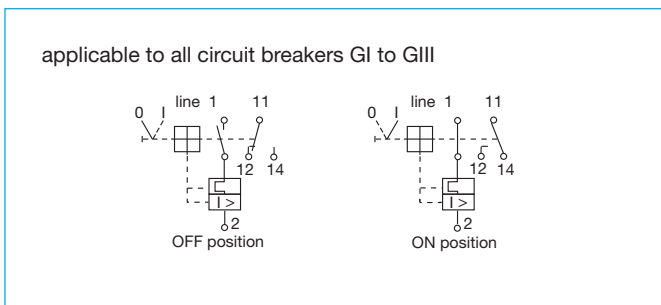 applicable to all circuit breakers GI to GIII
0 I line 1 11
12 14
I >
2
OFF position
0 I line 1 11
12 14
I >
2
ON position